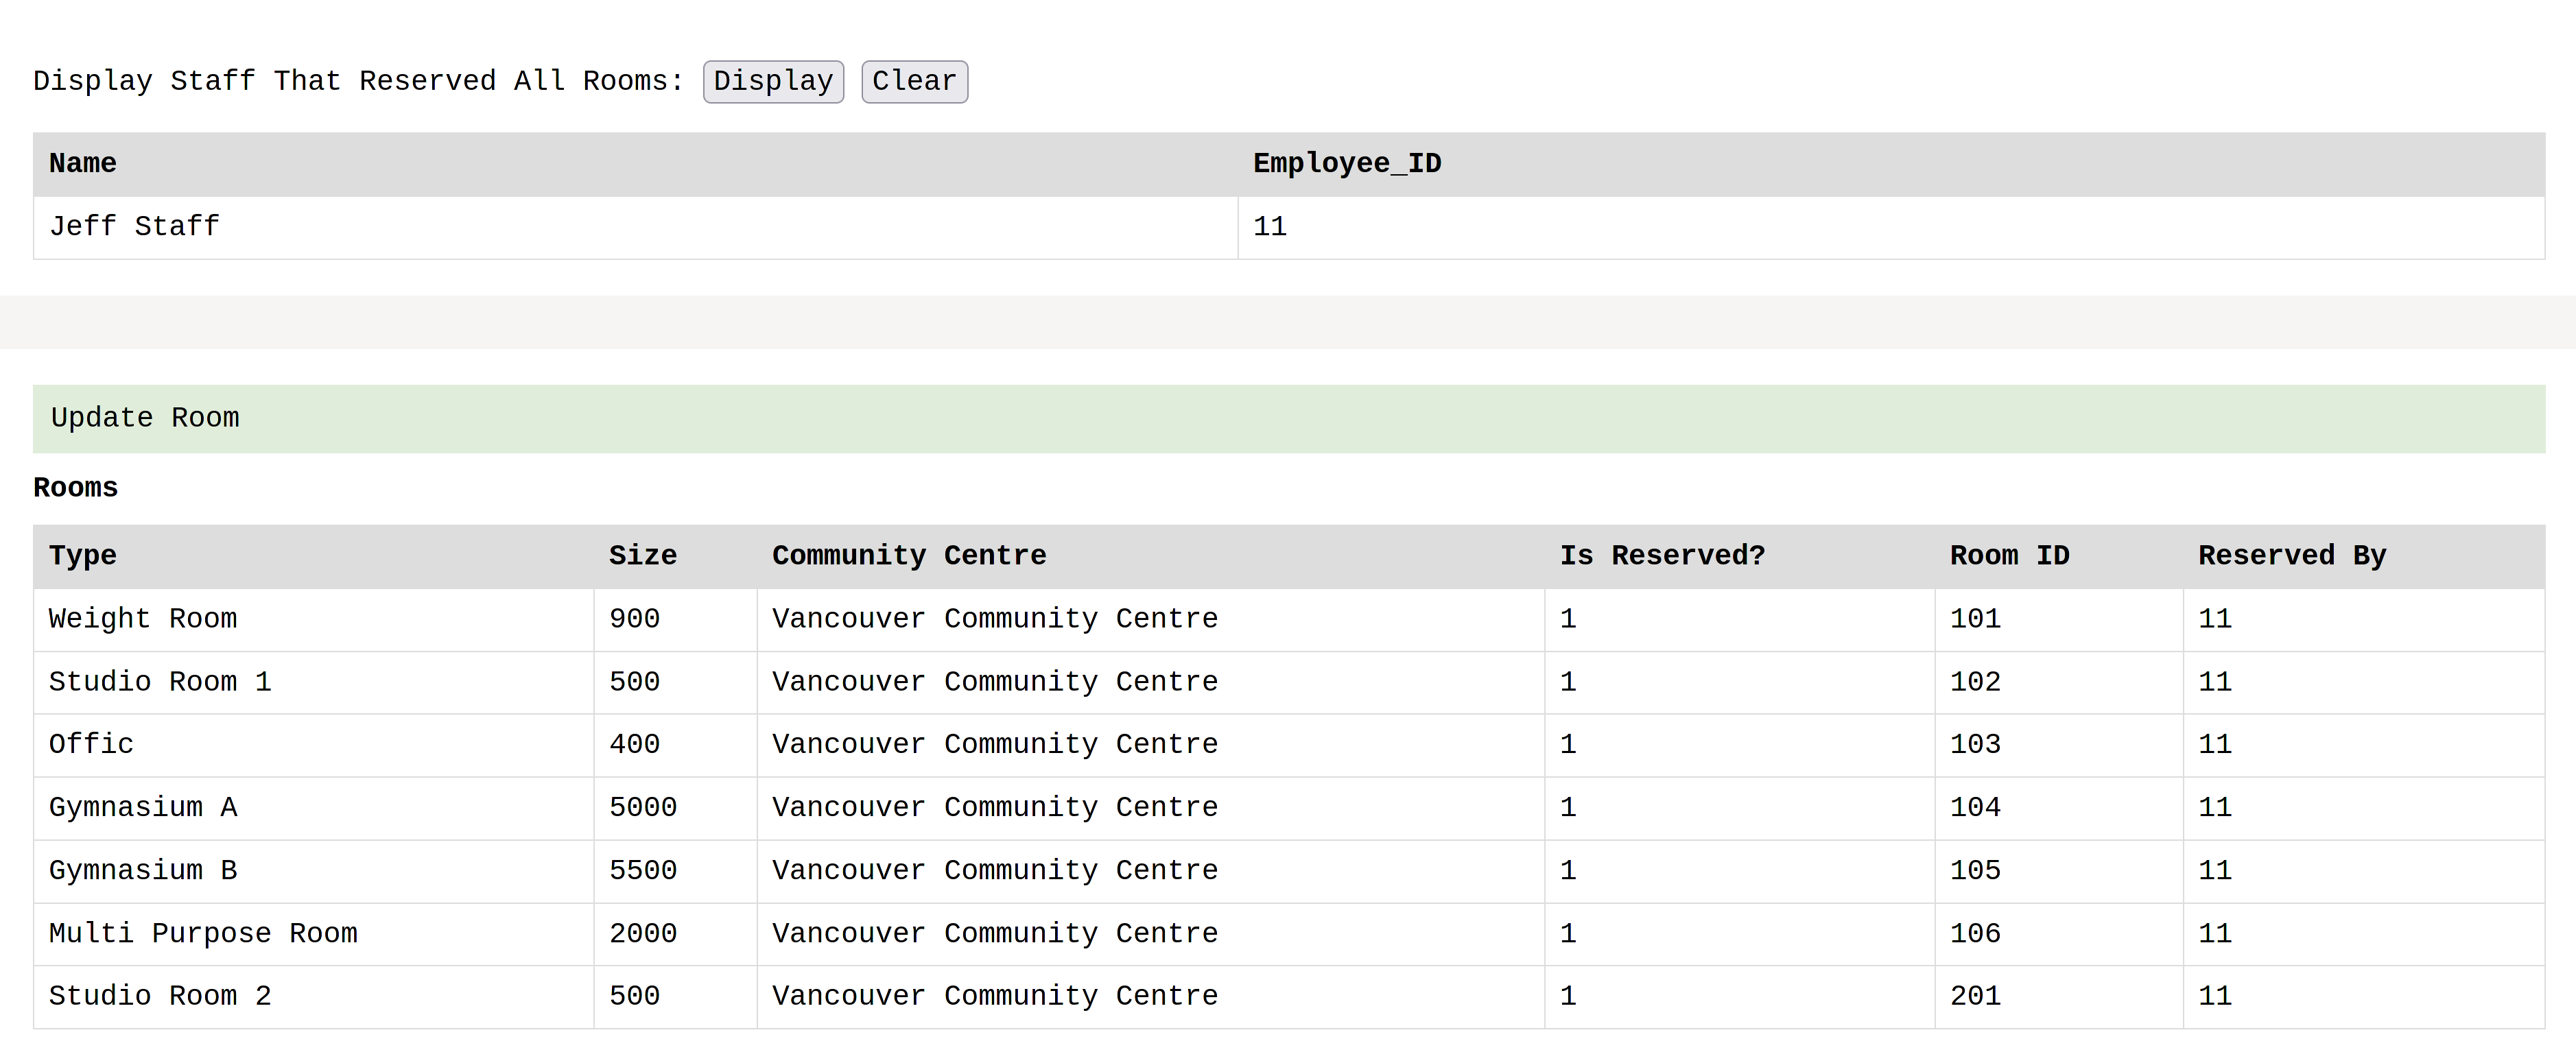 Display Staff That Reserved All Rooms: Display Clear
Name Employee_ID
Jeff Staff 11
Update Room
Rooms
Type Size Community Centre Is Reserved? Room ID Reserved By
Weight Room 900 Vancouver Community Centre 1 101 11
Studio Room 1 500 Vancouver Community Centre 1 102 11
Offic 400 Vancouver Community Centre 1 103 11
Gymnasium A 5000 Vancouver Community Centre 1 104 11
Gymnasium B 5500 Vancouver Community Centre 1 105 11
Multi Purpose Room 2000 Vancouver Community Centre 1 106 11
Studio Room 2 500 Vancouver Community Centre 1 201 11